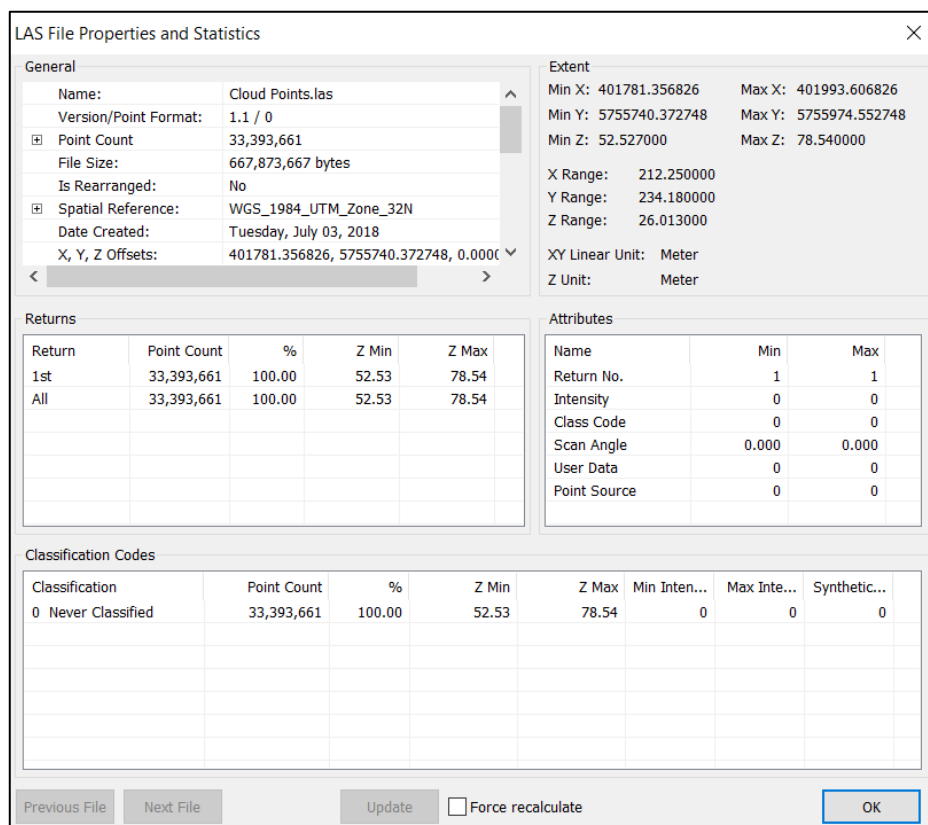 LAS File Properties and Statistics
General
Name: Cloud Points.las
Version/Point Format: 1.1 / 0
Point Count 33,393,661
File Size: 667,873,667 bytes
Is Rearranged: No
Spatial Reference: WGS_1984_UTM_Zone_32N
Date Created: Tuesday, July 03, 2018
X, Y, Z Offsets: 401781.356826, 5755740.372748, 0.0000
Extent
Min X: 401781.356826 Max X: 401993.606826
Min Y: 5755740.372748 Max Y: 5755974.552748
Min Z: 52.527000 Max Z: 78.540000
X Range: 212.250000
Y Range: 234.180000
Z Range: 26.013000
XY Linear Unit: Meter
Z Unit: Meter
Returns
Return Point Count % Z Min Z Max
1st 33,393,661 100.00 52.53 78.54
All 33,393,661 100.00 52.53 78.54
Attributes
Name Min Max
Return No. 1 1
Intensity 0 0
Class Code 0 0
Scan Angle 0.000 0.000
User Data 0 0
Point Source 0 0
Classification Codes
Classification Point Count % Z Min Z Max Min Inten... Max Inte... Synthetic...
0 Never Classified 33,393,661 100.00 52.53 78.54 0 0 0
Previous File Next File Update Force recalculate OK